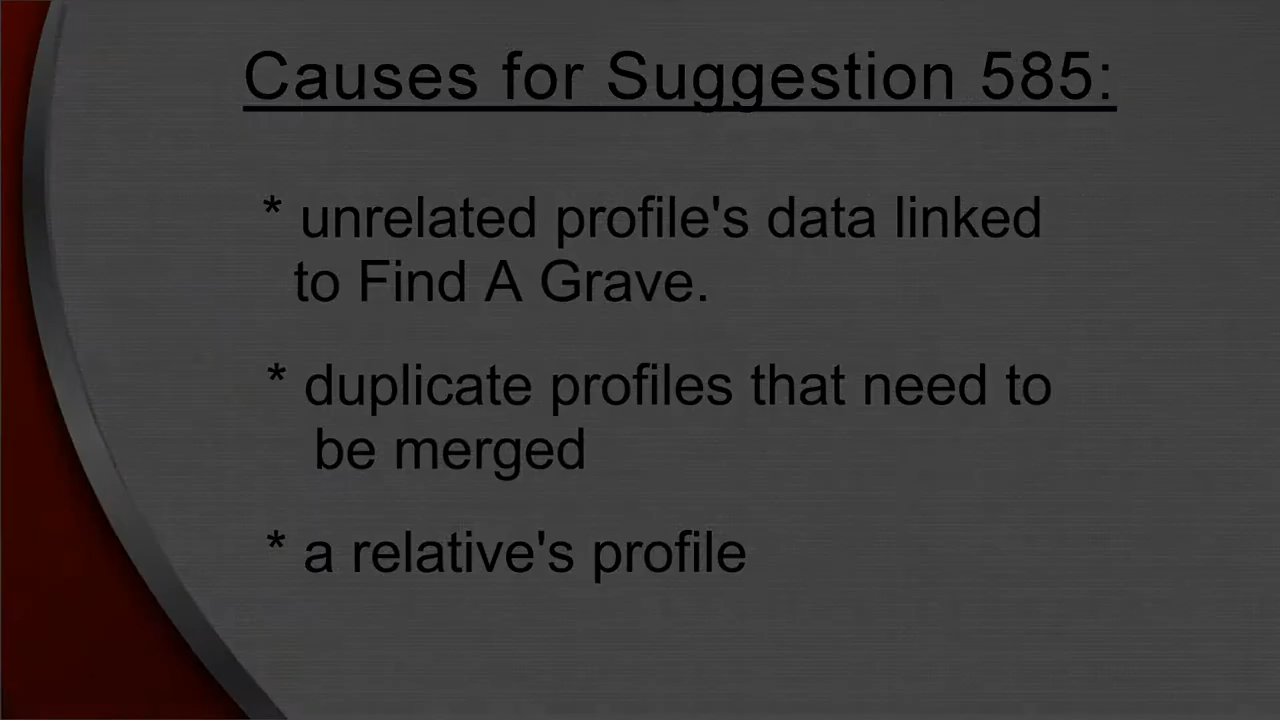 Causes for Suggestion 585:
* unrelated profile's data linked
to Find A Grave.
* duplicate profiles that need to
be merged
* a relative's profile